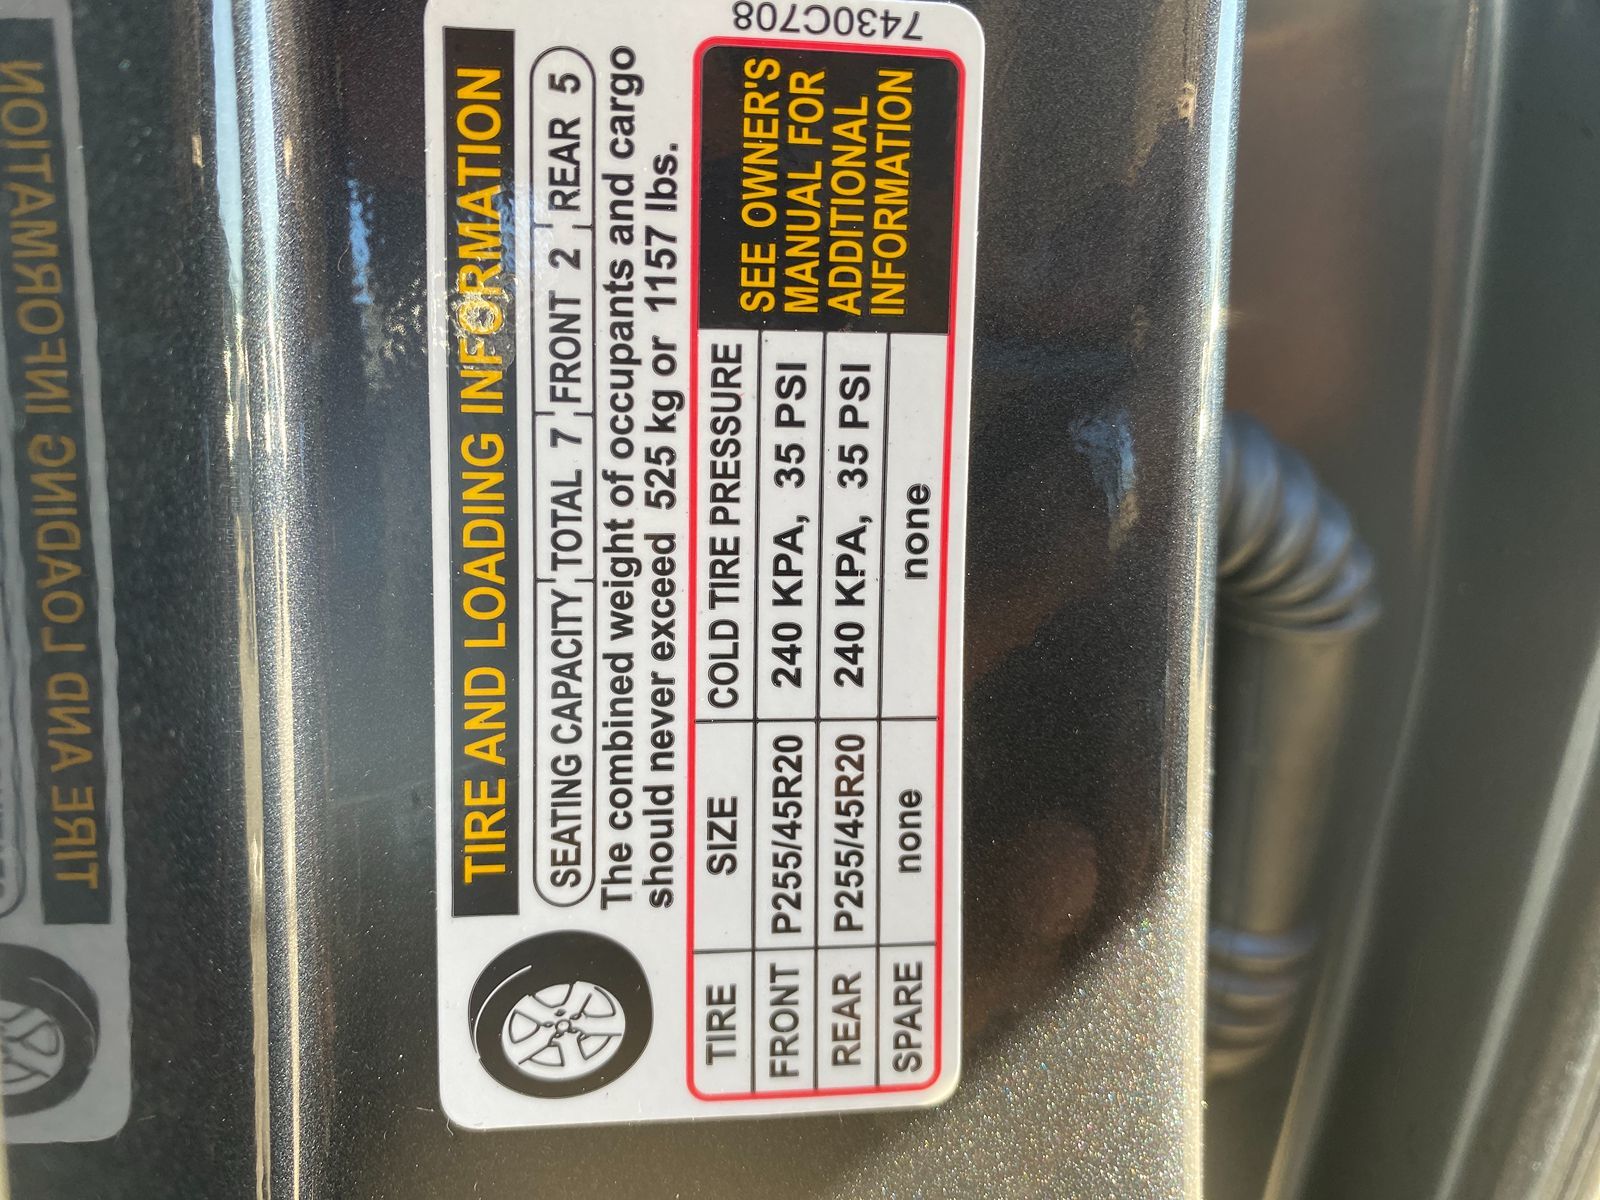 TIRE AND LOADING INFORMATION
SEATING CAPACITY TOTAL 7 FRONT 2 REAR 5
The combined weight of occupants and cargo
should never exceed 525 kg or 1157 lbs.
TIRE SIZE COLD TIRE PRESSURE
FRONT P255/45R20 240 KPA, 35 PSI
REAR P255/45R20 240 KPA, 35 PSI
SPARE none none
SEE OWNER'S
MANUAL FOR
ADDITIONAL
INFORMATION
7430C708
TIRE AND LOADING INFORMATION